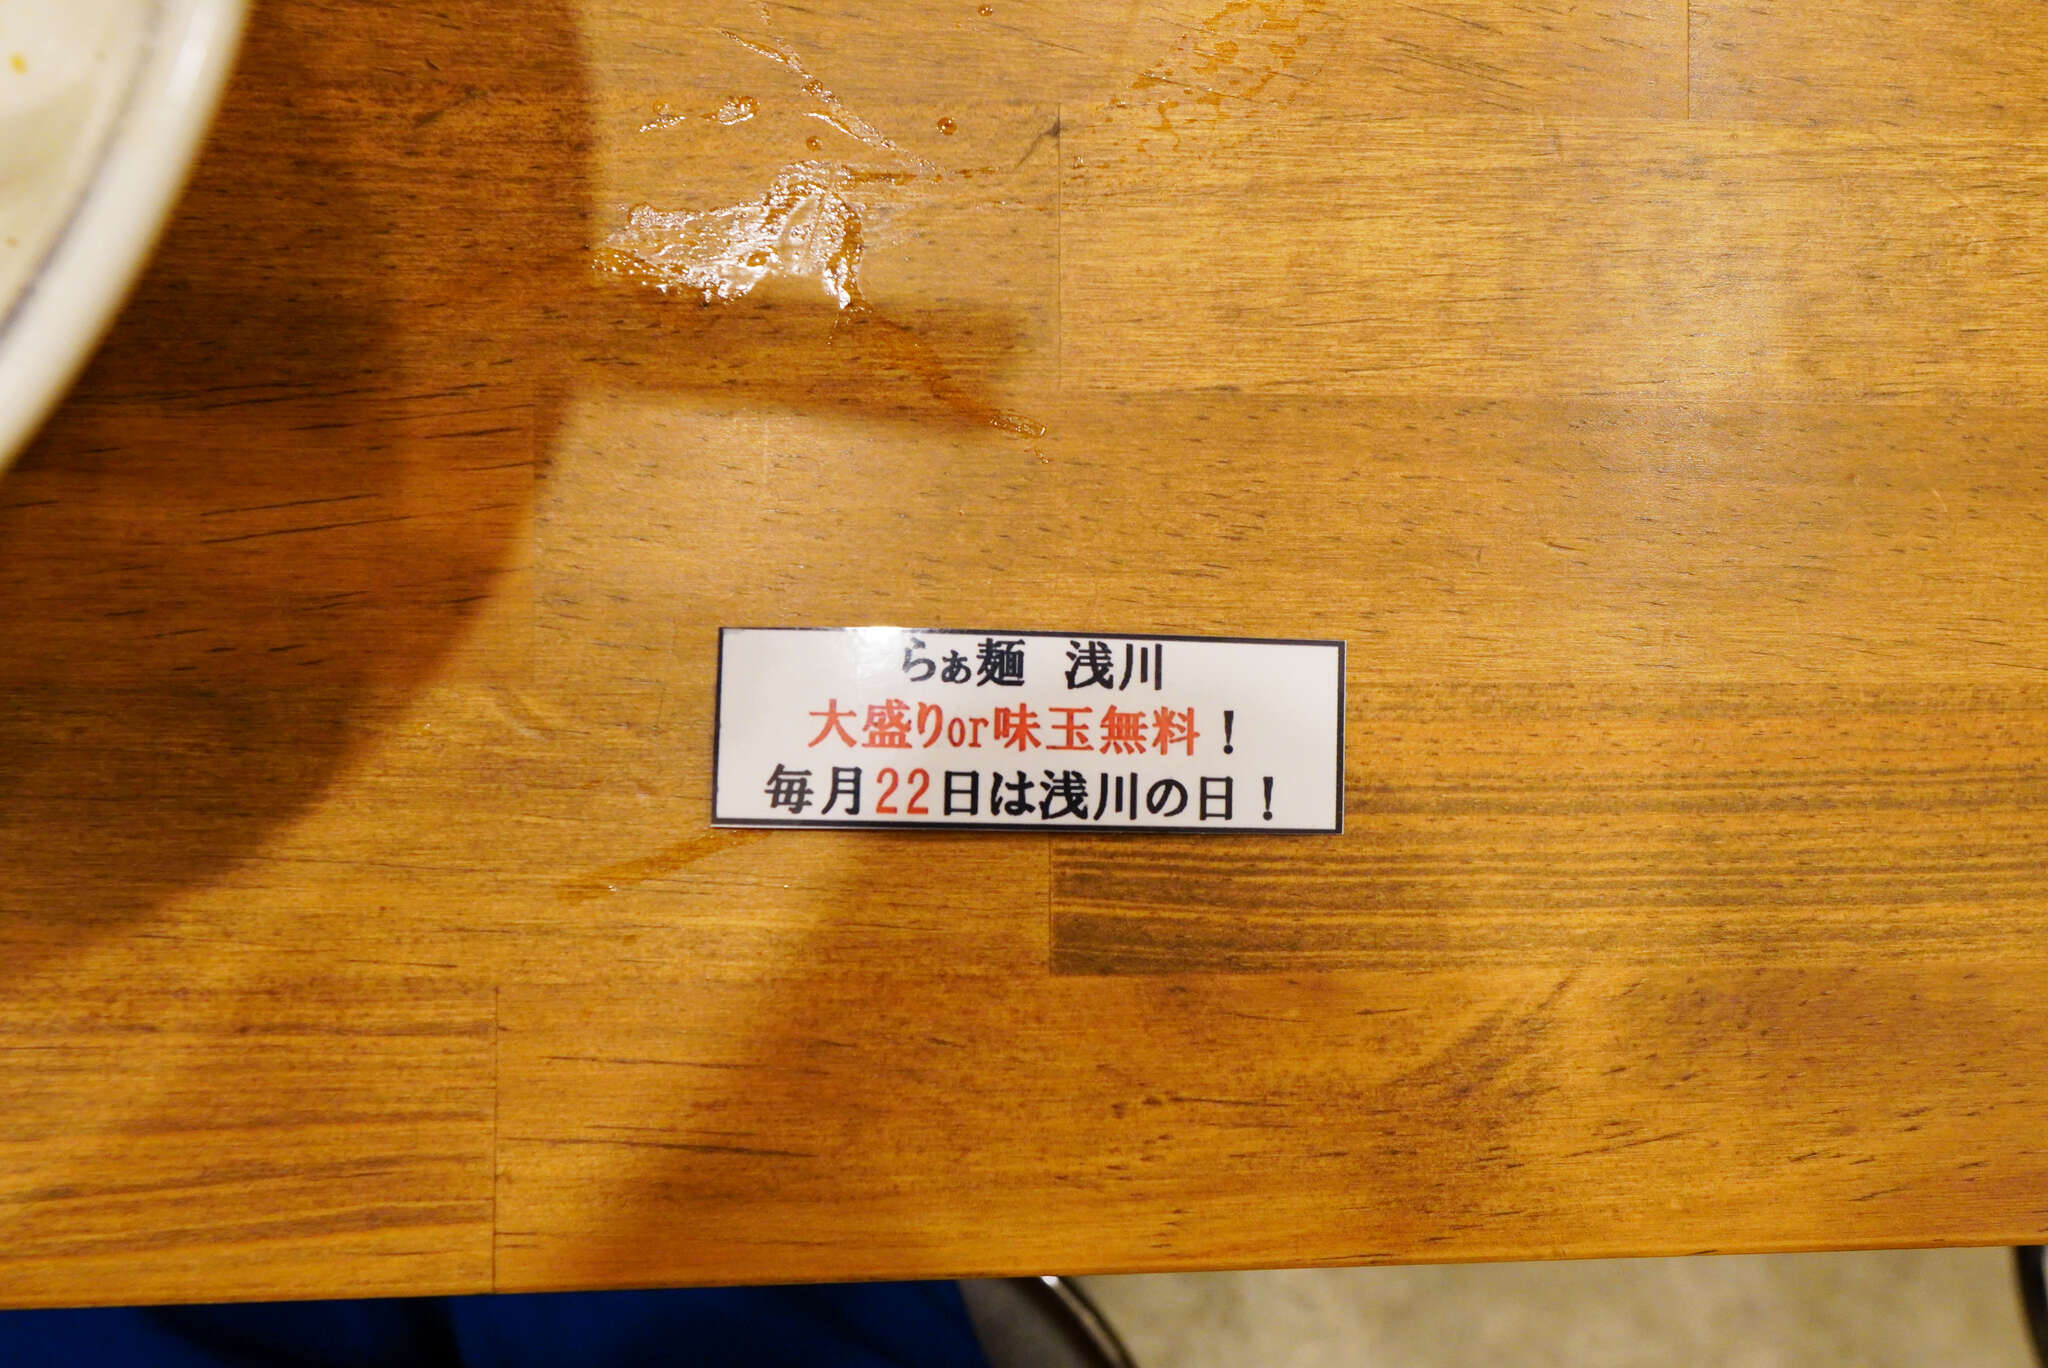 らぁ麺　浅川
大盛りor味玉無料！
毎月22日は浅川の日！